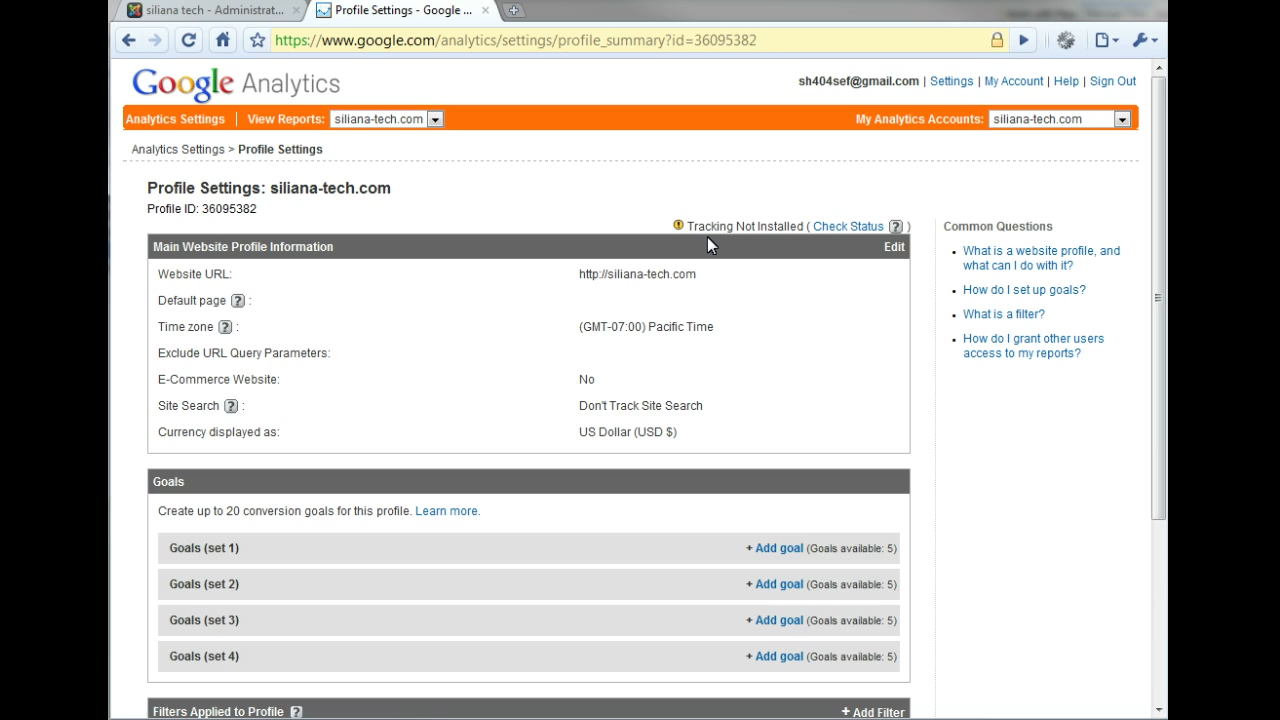 siliana tech - Administrat...
Profile Settings - Google ...
https://www.google.com/analytics/settings/profile_summary?id=36095382
Google Analytics
sh404sef@gmail.com | Settings | My Account | Help | Sign Out
Analytics Settings | View Reports: siliana-tech.com
My Analytics Accounts: siliana-tech.com
Analytics Settings > Profile Settings
Profile Settings: siliana-tech.com
Profile ID: 36095382
Tracking Not Installed ( Check Status ? )
Main Website Profile Information
Edit
Website URL: http://siliana-tech.com
Default page ? :
Time zone ? : (GMT-07:00) Pacific Time
Exclude URL Query Parameters:
E-Commerce Website: No
Site Search ? : Don't Track Site Search
Currency displayed as: US Dollar (USD $)
Goals
Create up to 20 conversion goals for this profile. Learn more.
Goals (set 1) + Add goal (Goals available: 5)
Goals (set 2) + Add goal (Goals available: 5)
Goals (set 3) + Add goal (Goals available: 5)
Goals (set 4) + Add goal (Goals available: 5)
Filters Applied to Profile ? + Add Filter
Common Questions
What is a website profile, and
what can I do with it?
How do I set up goals?
What is a filter?
How do I grant other users
access to my reports?